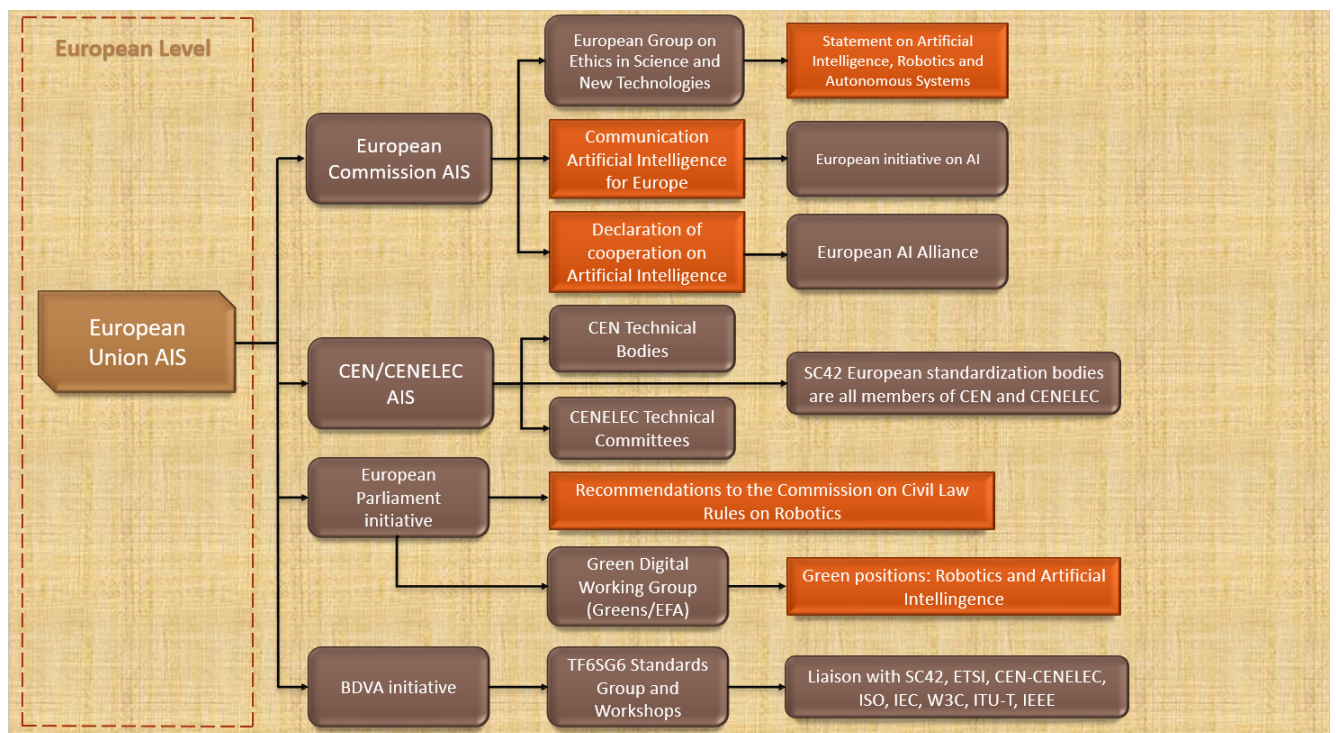 European Level
European Group on
Ethics in Science and
New Technologies
Statement on Artificial
Intelligence, Robotics and
Autonomous Systems
European
Commission AIS
Communication
Artificial Intelligence
for Europe
European initiative on AI
Declaration of
cooperation on
Artificial Intelligence
European AI Alliance
European
Union AIS
CEN Technical
Bodies
CEN/CENELEC
AIS
SC42 European standardization bodies
are all members of CEN and CENELEC
CENELEC Technical
Committees
European
Parliament
initiative
Recommendations to the Commission on Civil Law
Rules on Robotics
Green Digital
Working Group
(Greens/EFA)
Green positions: Robotics and Artificial
Intellingence
BDVA initiative
TF6SG6 Standards
Group and
Workshops
Liaison with SC42, ETSI, CEN-CENELEC,
ISO, IEC, W3C, ITU-T, IEEE